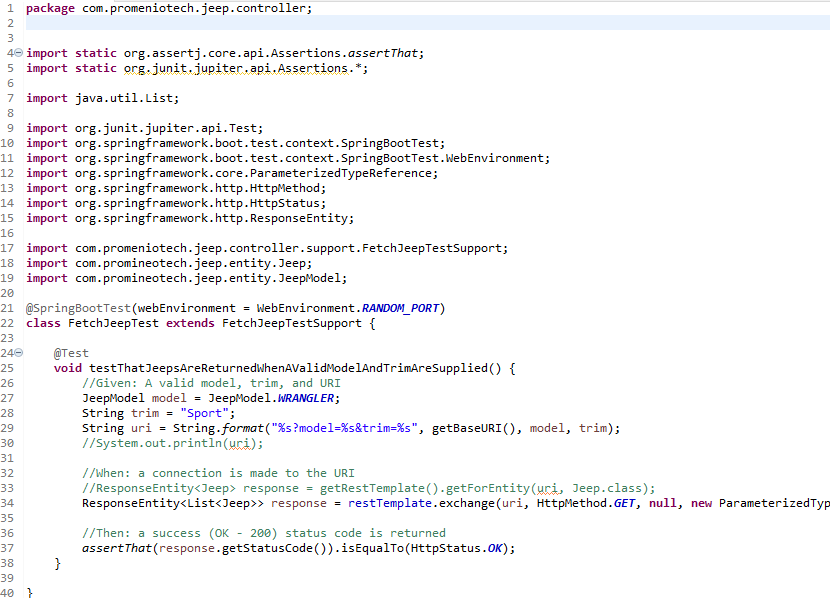 1 package com.promeniotech.jeep.controller;
2
3
4 import static org.assertj.core.api.Assertions.assertThat;
5 import static org.junit.jupiter.api.Assertions.*;
6
7 import java.util.List;
8
9 import org.junit.jupiter.api.Test;
10 import org.springframework.boot.test.context.SpringBootTest;
11 import org.springframework.boot.test.context.SpringBootTest.WebEnvironment;
12 import org.springframework.core.ParameterizedTypeReference;
13 import org.springframework.http.HttpMethod;
14 import org.springframework.http.HttpStatus;
15 import org.springframework.http.ResponseEntity;
16
17 import com.promeniotech.jeep.controller.support.FetchJeepTestSupport;
18 import com.promineotech.jeep.entity.Jeep;
19 import com.promineotech.jeep.entity.JeepModel;
20
21 @SpringBootTest(webEnvironment = WebEnvironment.RANDOM_PORT)
22 class FetchJeepTest extends FetchJeepTestSupport {
23
24     @Test
25     void testThatJeepsAreReturnedWhenAValidModelAndTrimAreSupplied() {
26         //Given: A valid model, trim, and URI
27         JeepModel model = JeepModel.WRANGLER;
28         String trim = "Sport";
29         String uri = String.format("%s?model=%s&trim=%s", getBaseURI(), model, trim);
30         //System.out.println(uri);
31
32         //When: a connection is made to the URI
33         //ResponseEntity<Jeep> response = getRestTemplate().getForEntity(uri, Jeep.class);
34         ResponseEntity<List<Jeep>> response = restTemplate.exchange(uri, HttpMethod.GET, null, new ParameterizedTyp
35
36         //Then: a success (OK - 200) status code is returned
37         assertThat(response.getStatusCode()).isEqualTo(HttpStatus.OK);
38     }
39
40 }